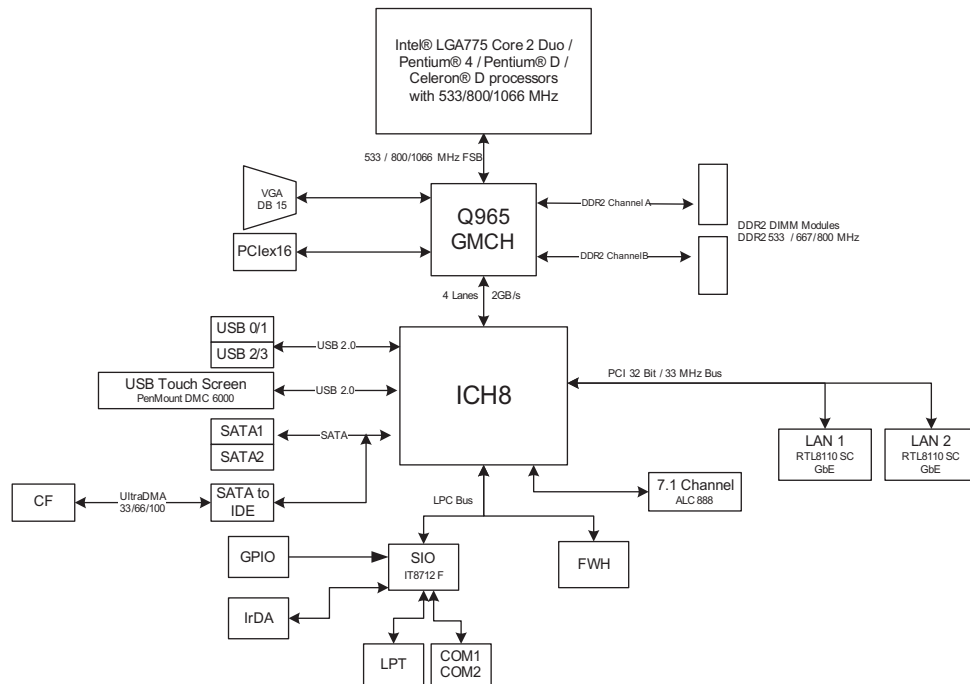 Intel® LGA775 Core 2 Duo /
Pentium® 4 / Pentium® D /
Celeron® D processors
with 533/800/1066 MHz
533 / 800/1066 MHz FSB
VGA
DB 15
PCIex16
Q965
GMCH
DDR2 Channel A
DDR2 ChannelB
DDR2 DIMM Modules
DDR2 533 / 667/800 MHz
4 Lanes 2GB/s
USB 0/1
USB 2/3
USB 2.0
USB Touch Screen
PenMount DMC 6000
USB 2.0
ICH8
PCI 32 Bit / 33 MHz Bus
SATA1
SATA2
SATA
LAN 1
RTL8110 SC
GbE
LAN 2
RTL8110 SC
GbE
CF
UltraDMA
33/66/100
SATA to
IDE
LPC Bus
7.1 Channel
ALC 888
GPIO
SIO
IT8712 F
FWH
IrDA
LPT
COM1
COM2